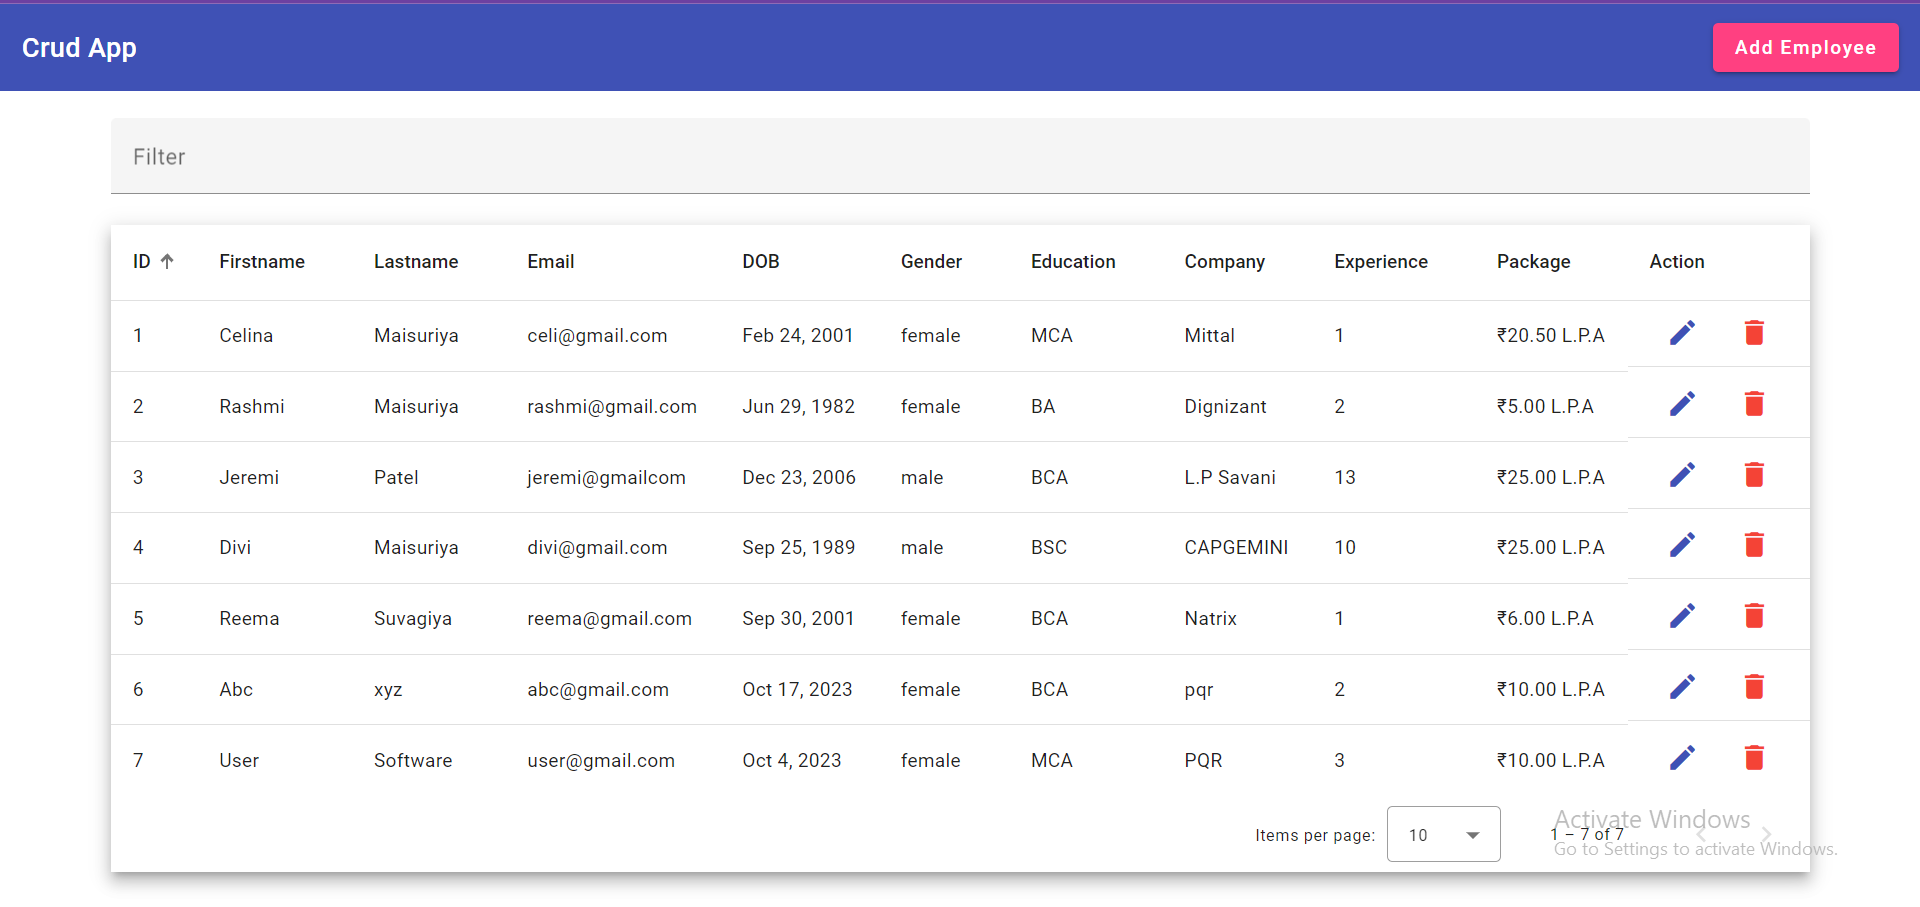 Crud App Add Employee
Filter
ID Firstname Lastname Email DOB Gender Education Company Experience Package Action
1 Celina Maisuriya celi@gmail.com Feb 24, 2001 female MCA Mittal 1 ₹20.50 L.P.A
2 Rashmi Maisuriya rashmi@gmail.com Jun 29, 1982 female BA Dignizant 2 ₹5.00 L.P.A
3 Jeremi Patel jeremi@gmailcom Dec 23, 2006 male BCA L.P Savani 13 ₹25.00 L.P.A
4 Divi Maisuriya divi@gmail.com Sep 25, 1989 male BSC CAPGEMINI 10 ₹25.00 L.P.A
5 Reema Suvagiya reema@gmail.com Sep 30, 2001 female BCA Natrix 1 ₹6.00 L.P.A
6 Abc xyz abc@gmail.com Oct 17, 2023 female BCA pqr 2 ₹10.00 L.P.A
7 User Software user@gmail.com Oct 4, 2023 female MCA PQR 3 ₹10.00 L.P.A
Items per page: 10 1 – 7 of 7
Activate Windows
Go to Settings to activate Windows.